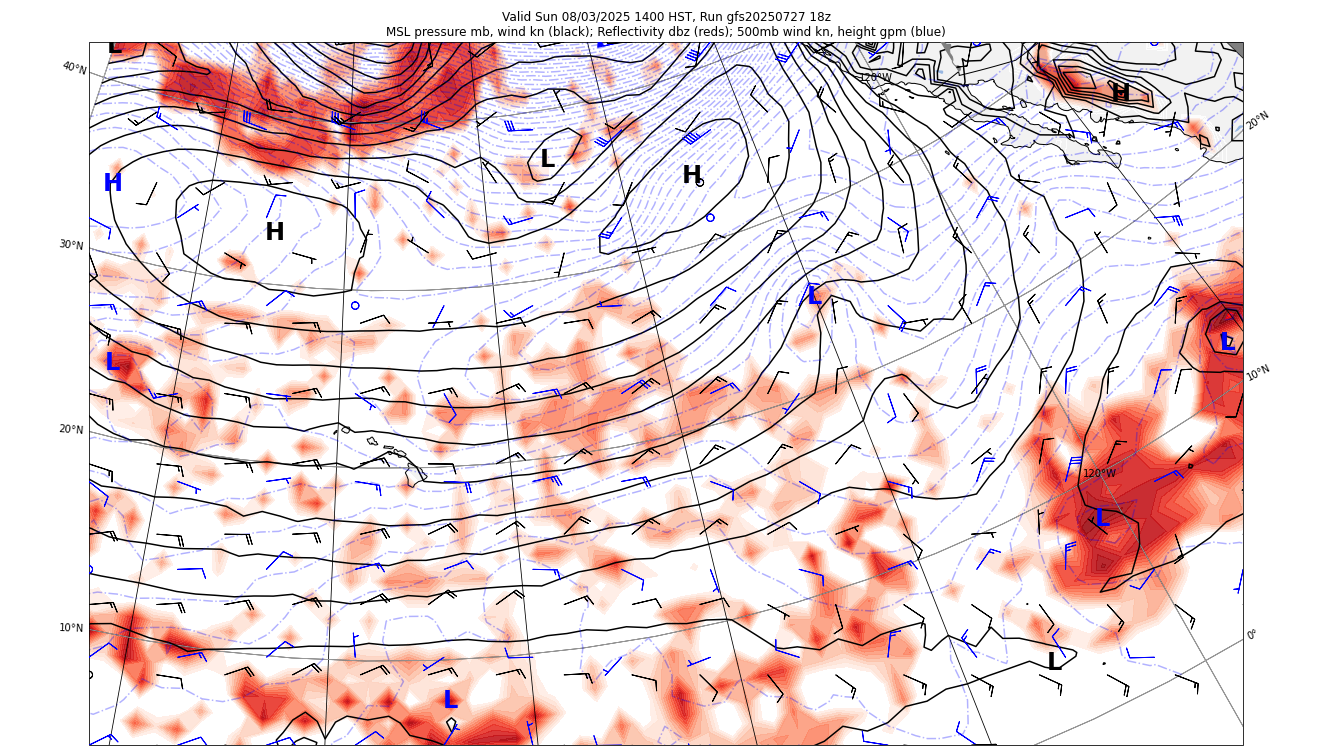 Valid Sun 08/03/2025 1400 HST, Run gfs20250727 18z
MSL pressure mb, wind kn (black); Reflectivity dbz (reds); 500mb wind kn, height gpm (blue)
L
40°N
120°W
H
20°N
L
H
H
H
30°N
L
L
L
10°N
20°N
120°W
L
10°N
0°
L
L